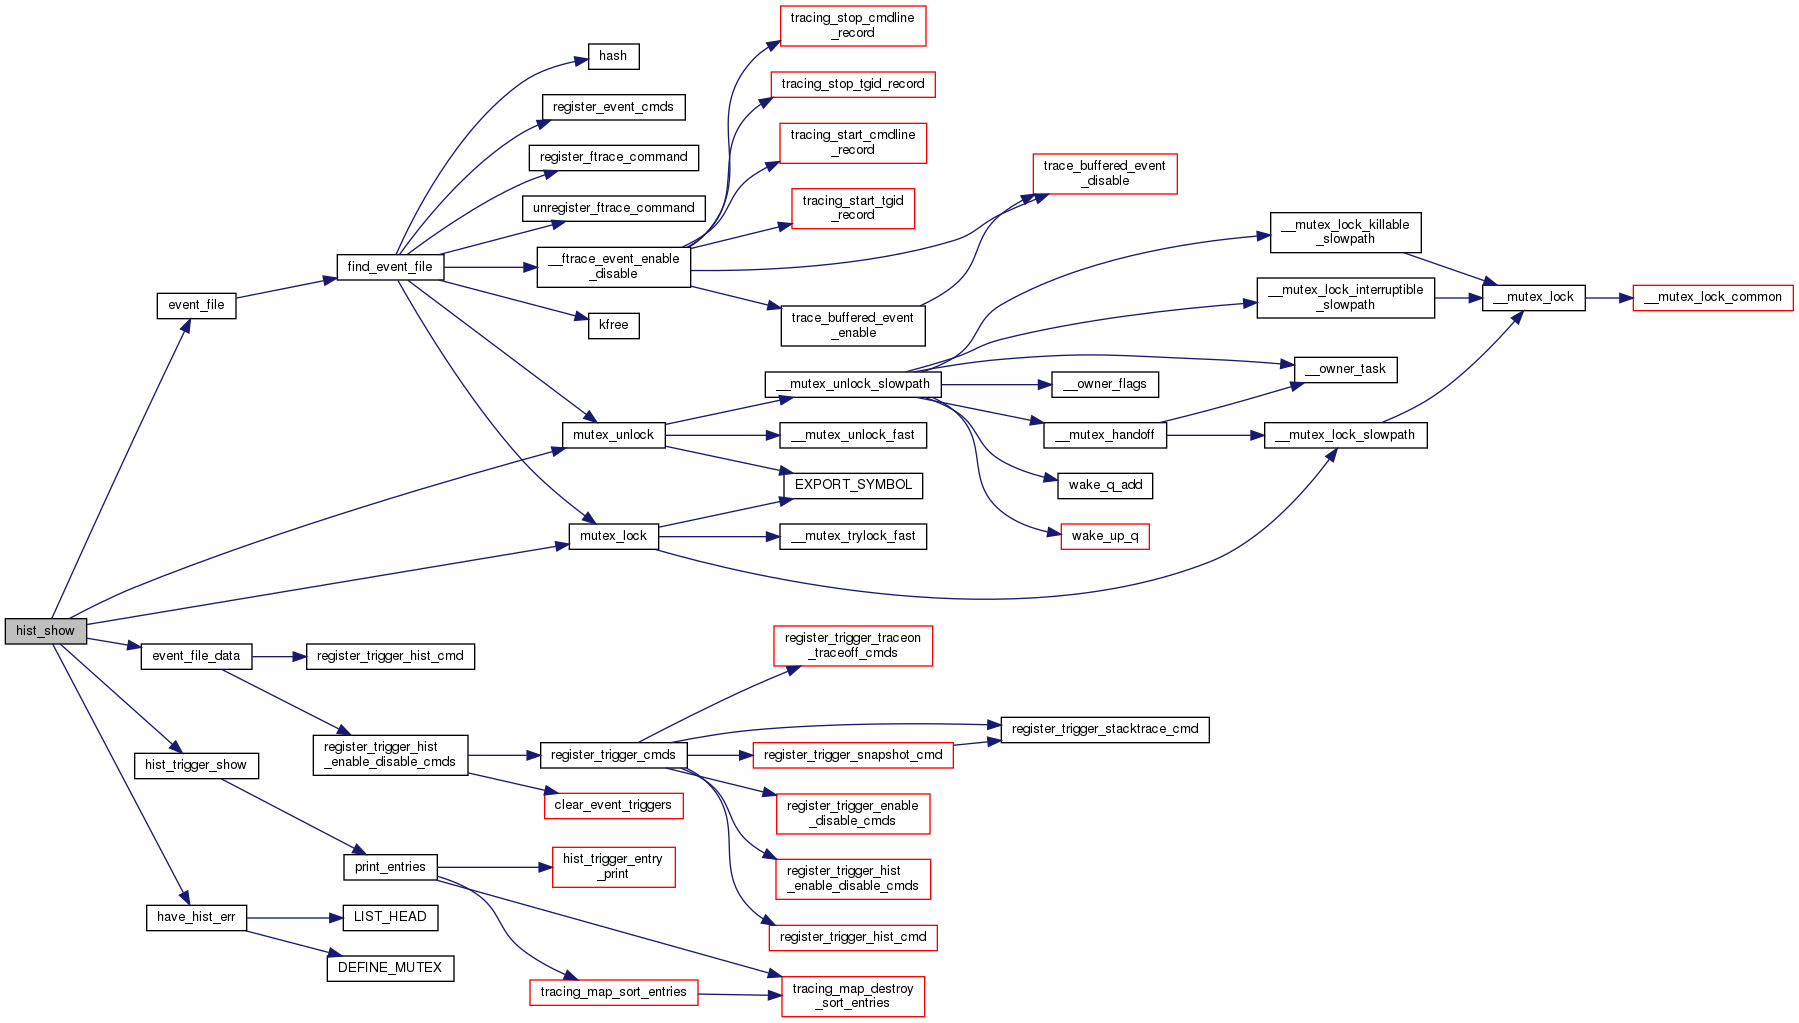 tracing_stop_cmdline
_record
hash
tracing_stop_tgid_record
register_event_cmds
tracing_start_cmdline
_record
register_ftrace_command
trace_buffered_event
_disable
tracing_start_tgid
_record
unregister_ftrace_command
__mutex_lock_killable
_slowpath
find_event_file
__ftrace_event_enable
_disable
event_file
__mutex_lock_interruptible
_slowpath
__mutex_lock
__mutex_lock_common
kfree
trace_buffered_event
_enable
__owner_task
__mutex_unlock_slowpath
__owner_flags
mutex_unlock
__mutex_unlock_fast
__mutex_handoff
__mutex_lock_slowpath
EXPORT_SYMBOL
wake_q_add
mutex_lock
__mutex_trylock_fast
wake_up_q
hist_show
event_file_data
register_trigger_hist_cmd
register_trigger_traceon
_traceoff_cmds
register_trigger_stacktrace_cmd
hist_trigger_show
register_trigger_hist
_enable_disable_cmds
register_trigger_cmds
register_trigger_snapshot_cmd
clear_event_triggers
register_trigger_enable
_disable_cmds
print_entries
hist_trigger_entry
_print
register_trigger_hist
_enable_disable_cmds
have_hist_err
LIST_HEAD
register_trigger_hist_cmd
DEFINE_MUTEX
tracing_map_sort_entries
tracing_map_destroy
_sort_entries